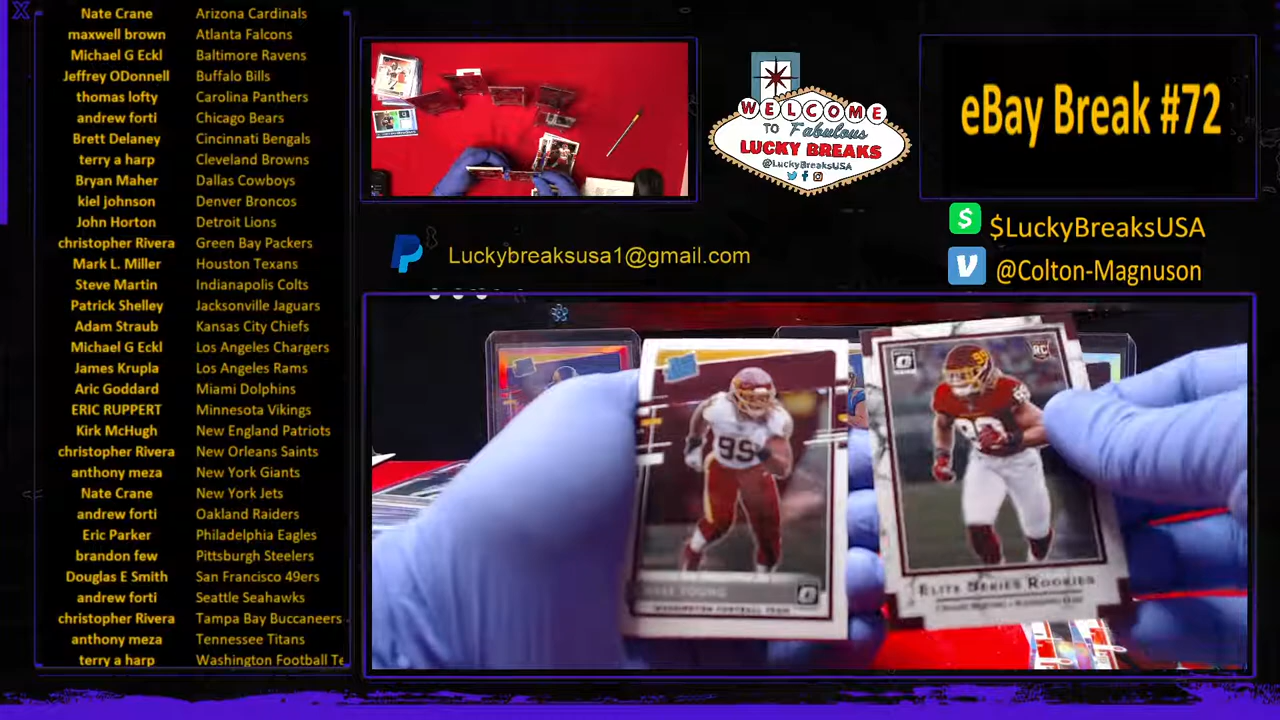 Nate Crane Arizona Cardinals
maxwell brown Atlanta Falcons
Michael G Eckl Baltimore Ravens
Jeffrey ODonnell Buffalo Bills
thomas lofty Carolina Panthers
andrew forti Chicago Bears
Brett Delaney Cincinnati Bengals
terry a harp Cleveland Browns
Bryan Maher Dallas Cowboys
kiel johnson Denver Broncos
John Horton Detroit Lions
christopher Rivera Green Bay Packers
Mark L. Miller Houston Texans
Steve Martin Indianapolis Colts
Patrick Shelley Jacksonville Jaguars
Adam Straub Kansas City Chiefs
Michael G Eckl Los Angeles Chargers
James Krupla Los Angeles Rams
Aric Goddard Miami Dolphins
ERIC RUPPERT Minnesota Vikings
Kirk McHugh New England Patriots
christopher Rivera New Orleans Saints
anthony meza New York Giants
Nate Crane New York Jets
andrew forti Oakland Raiders
Eric Parker Philadelphia Eagles
brandon few Pittsburgh Steelers
Douglas E Smith San Francisco 49ers
andrew forti Seattle Seahawks
christopher Rivera Tampa Bay Buccaneers
anthony meza Tennessee Titans
terry a harp Washington Football Te
WELCOME
TO Fabulous
LUCKY BREAKS
@LuckyBreaksUSA
eBay Break #72
$LuckyBreaksUSA
@Colton-Magnuson
Luckybreaksusa1@gmail.com
99
YOUNG
WASHINGTON FOOTBALL TEAM
RC
ELITE SERIES ROOKIES